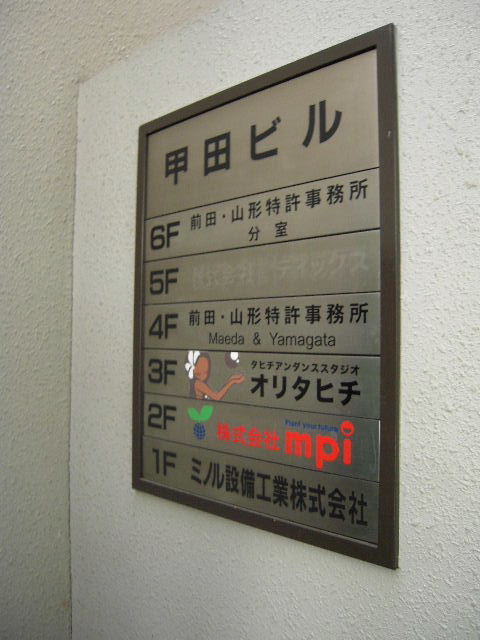 甲田ビル
6F 前田・山形特許事務所
分室
5F
4F 前田・山形特許事務所
Maeda & Yamagata
3F タヒチアンダンススタジオ
オリタヒチ
Plant your future
2F 株式会社 mpi
1F ミノル設備工業株式会社